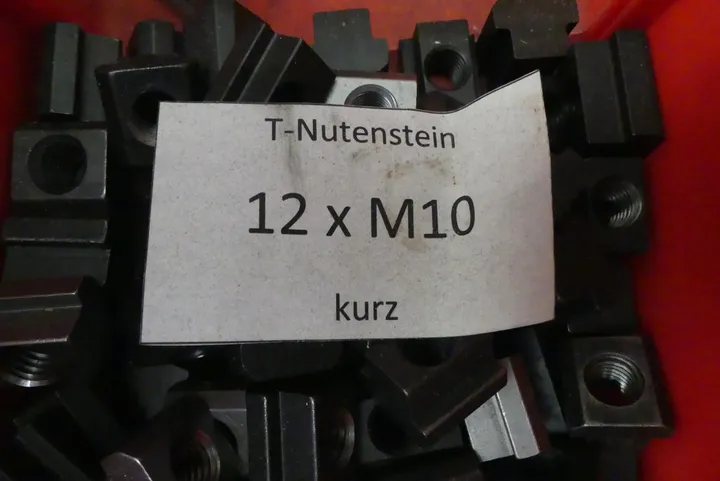 T-Nutenstein
12 x M10
kurz